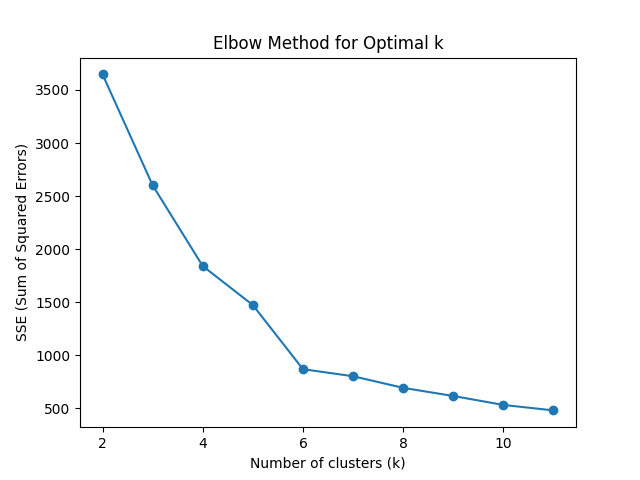 Elbow Method for Optimal k
SSE (Sum of Squared Errors)
3500
3000
2500
2000
1500
1000
500
2 4 6 8 10
Number of clusters (k)